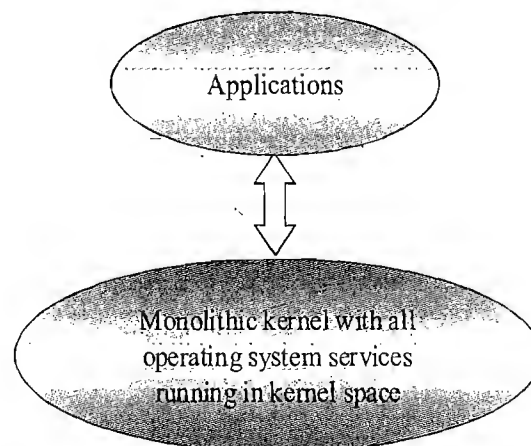 Applications
Monolithic kernel with all
operating system services
running in kernel space